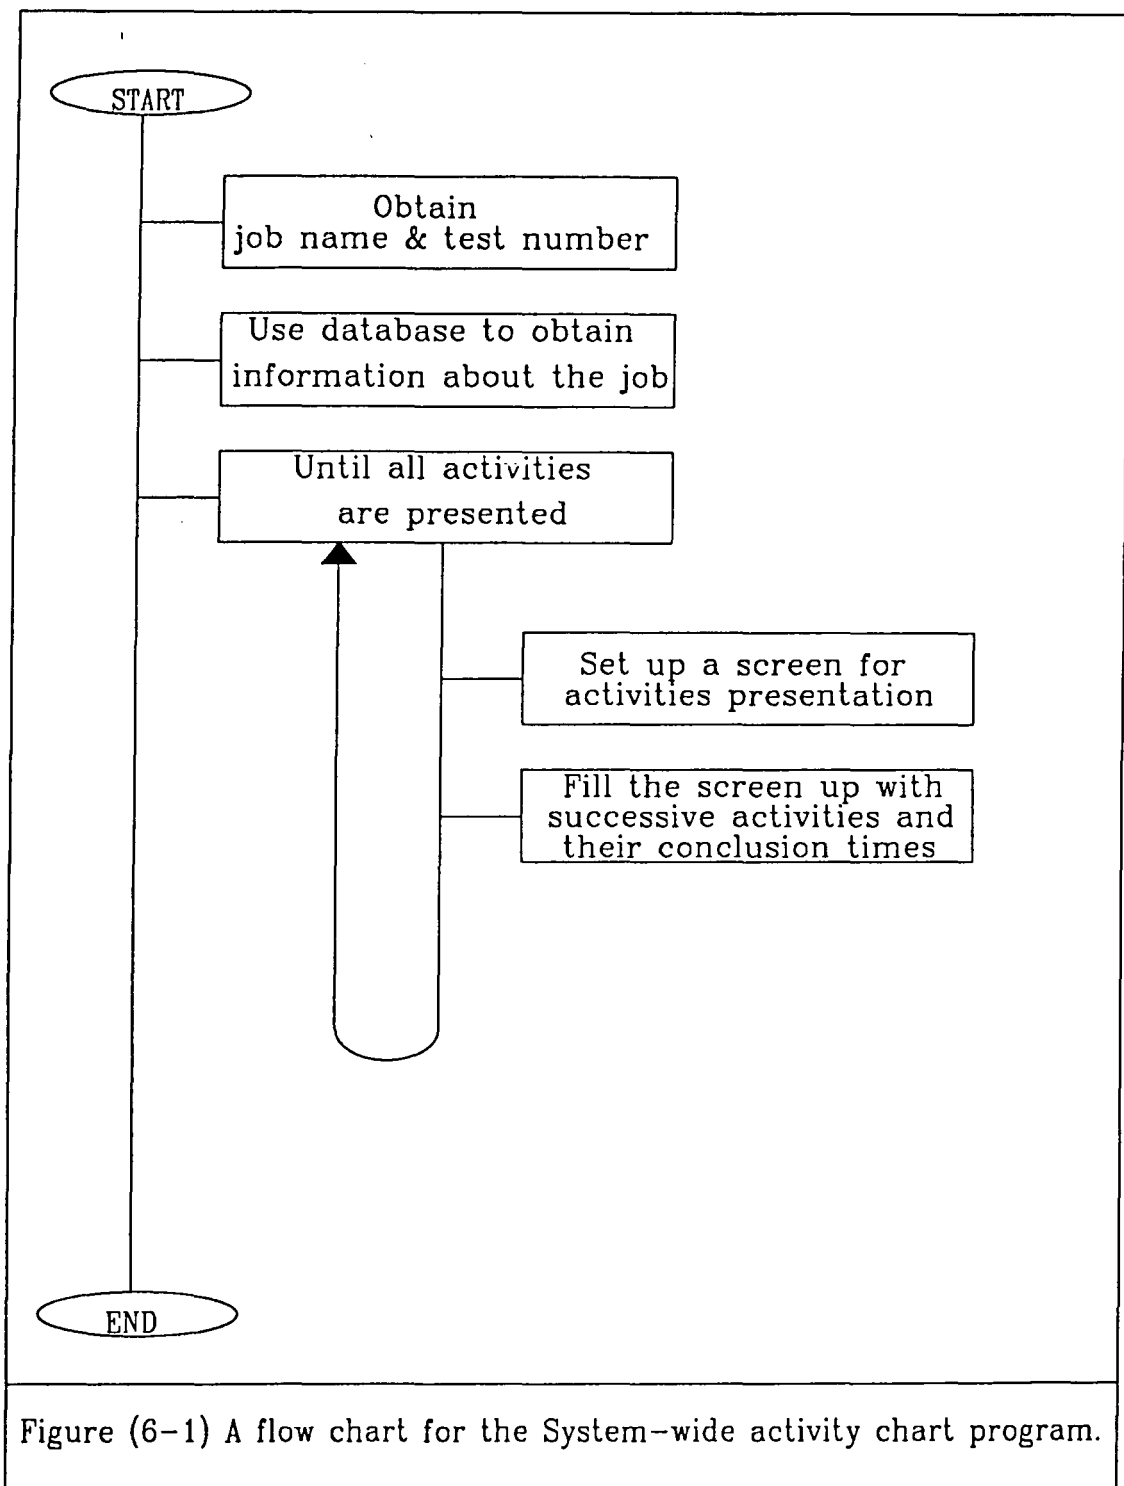 START
Obtain
job name & test number
Use database to obtain
information about the job
Until all activities
are presented
Set up a screen for
activities presentation
Fill the screen up with
successive activities and
their conclusion times
END
Figure (6-1) A flow chart for the System-wide activity chart program.